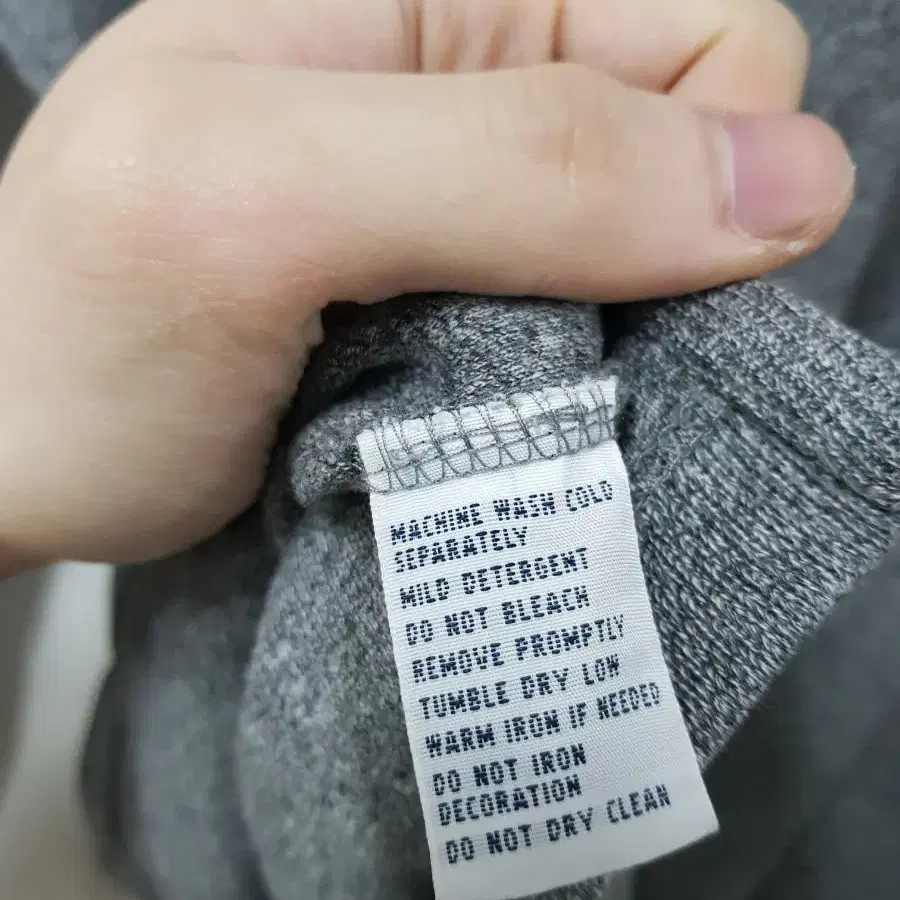 MACHINE WASH COLD
SEPARATELY
MILD DETERGENT
DO NOT BLEACH
REMOVE PROMPTLY
TUMBLE DRY LOW
WARM IRON IF NEEDED
DO NOT IRON
DECORATION
DO NOT DRY CLEAN